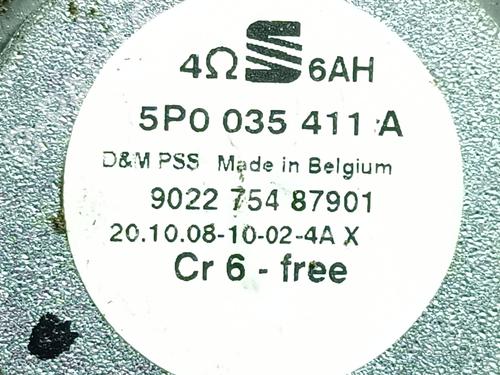 4Ω 6AH
5P0 035 411 A
D&M PSS Made in Belgium
9022 754 87901
20.10.08-10-02-4A X
Cr 6 - free